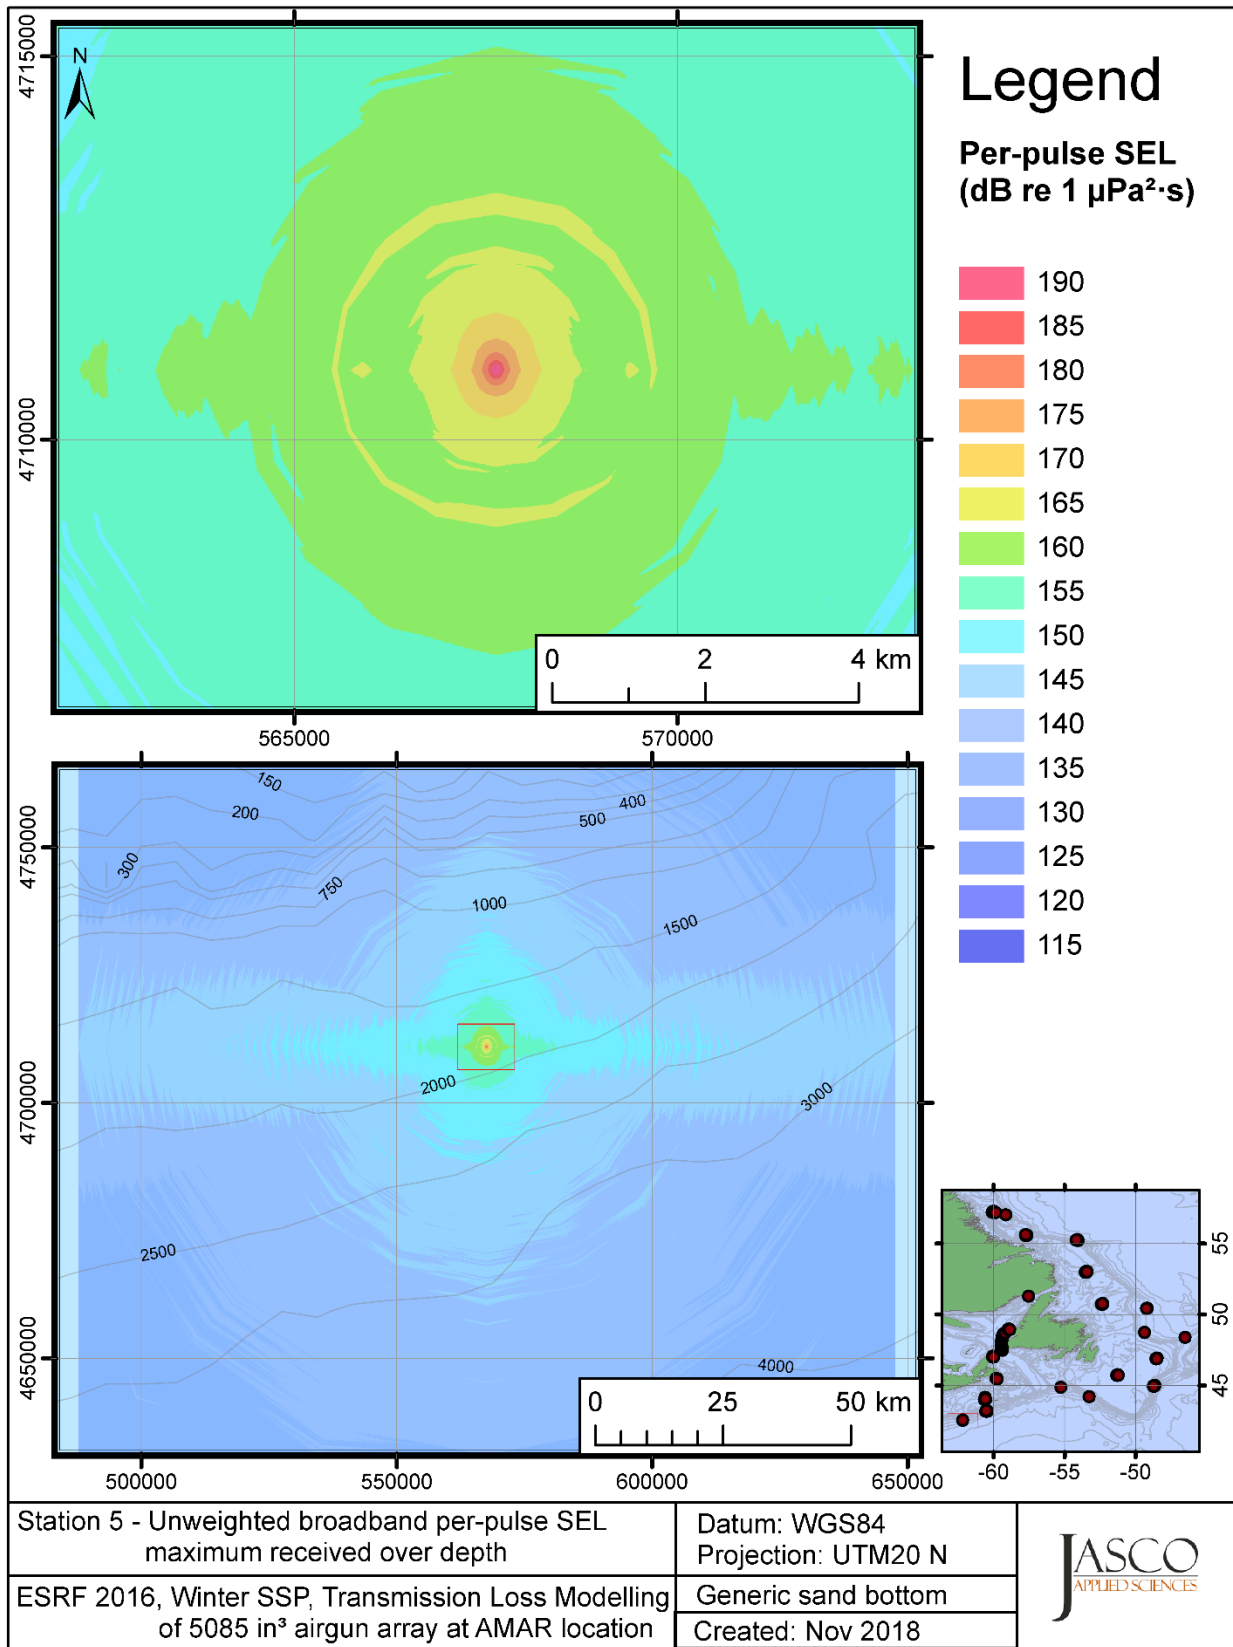 N
4715000
4710000
565000
570000
0 2 4 km
Legend
Per-pulse SEL
(dB re 1 µPa²·s)
190
185
180
175
170
165
160
155
150
145
140
135
130
125
120
115
4750000
4700000
4650000
500000
550000
600000
650000
150
200
300
400
500
750
1000
1500
2000
2500
3000
4000
0 25 50 km
55
50
45
-60 -55 -50
Station 5 - Unweighted broadband per-pulse SEL
maximum received over depth
ESRF 2016, Winter SSP, Transmission Loss Modelling
of 5085 in³ airgun array at AMAR location
Datum: WGS84
Projection: UTM20 N
Generic sand bottom
Created: Nov 2018
JASCO
APPLIED SCIENCES